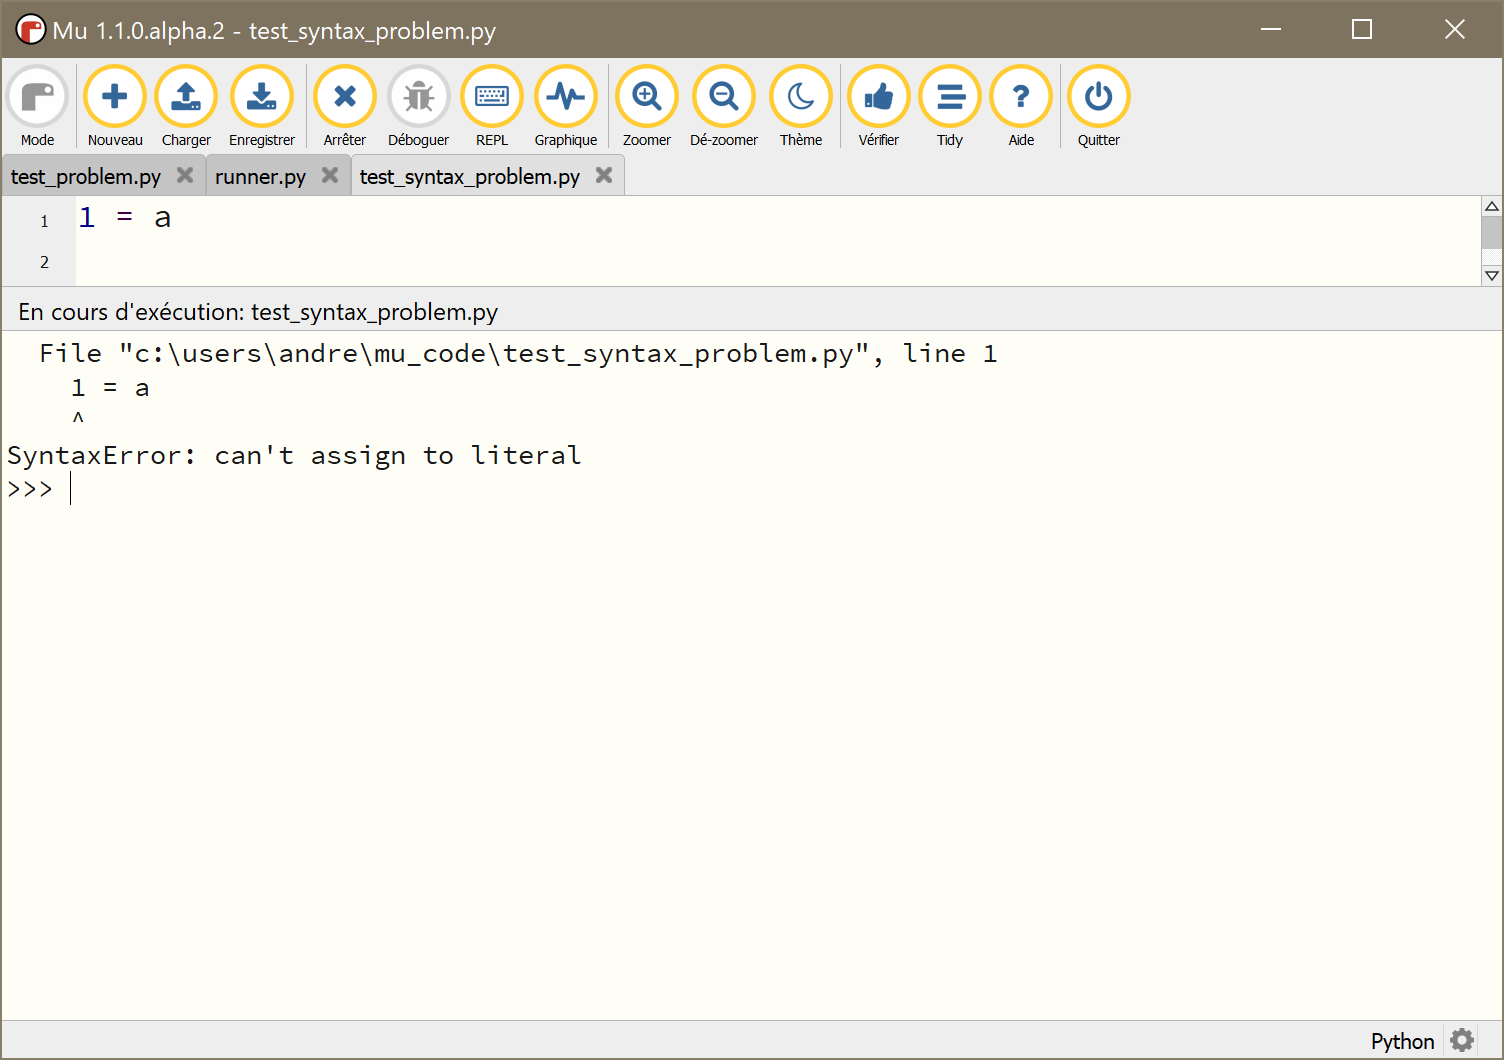 Mu 1.1.0.alpha.2 - test_syntax_problem.py
Mode Nouveau Charger Enregistrer Arrêter Déboguer REPL Graphique Zoomer Dé-zoomer Thème Vérifier Tidy Aide Quitter
test_problem.py runner.py test_syntax_problem.py
1 1 = a
2
En cours d'exécution: test_syntax_problem.py
File "c:\users\andre\mu_code\test_syntax_problem.py", line 1
1 = a
^
SyntaxError: can't assign to literal
>>>
Python